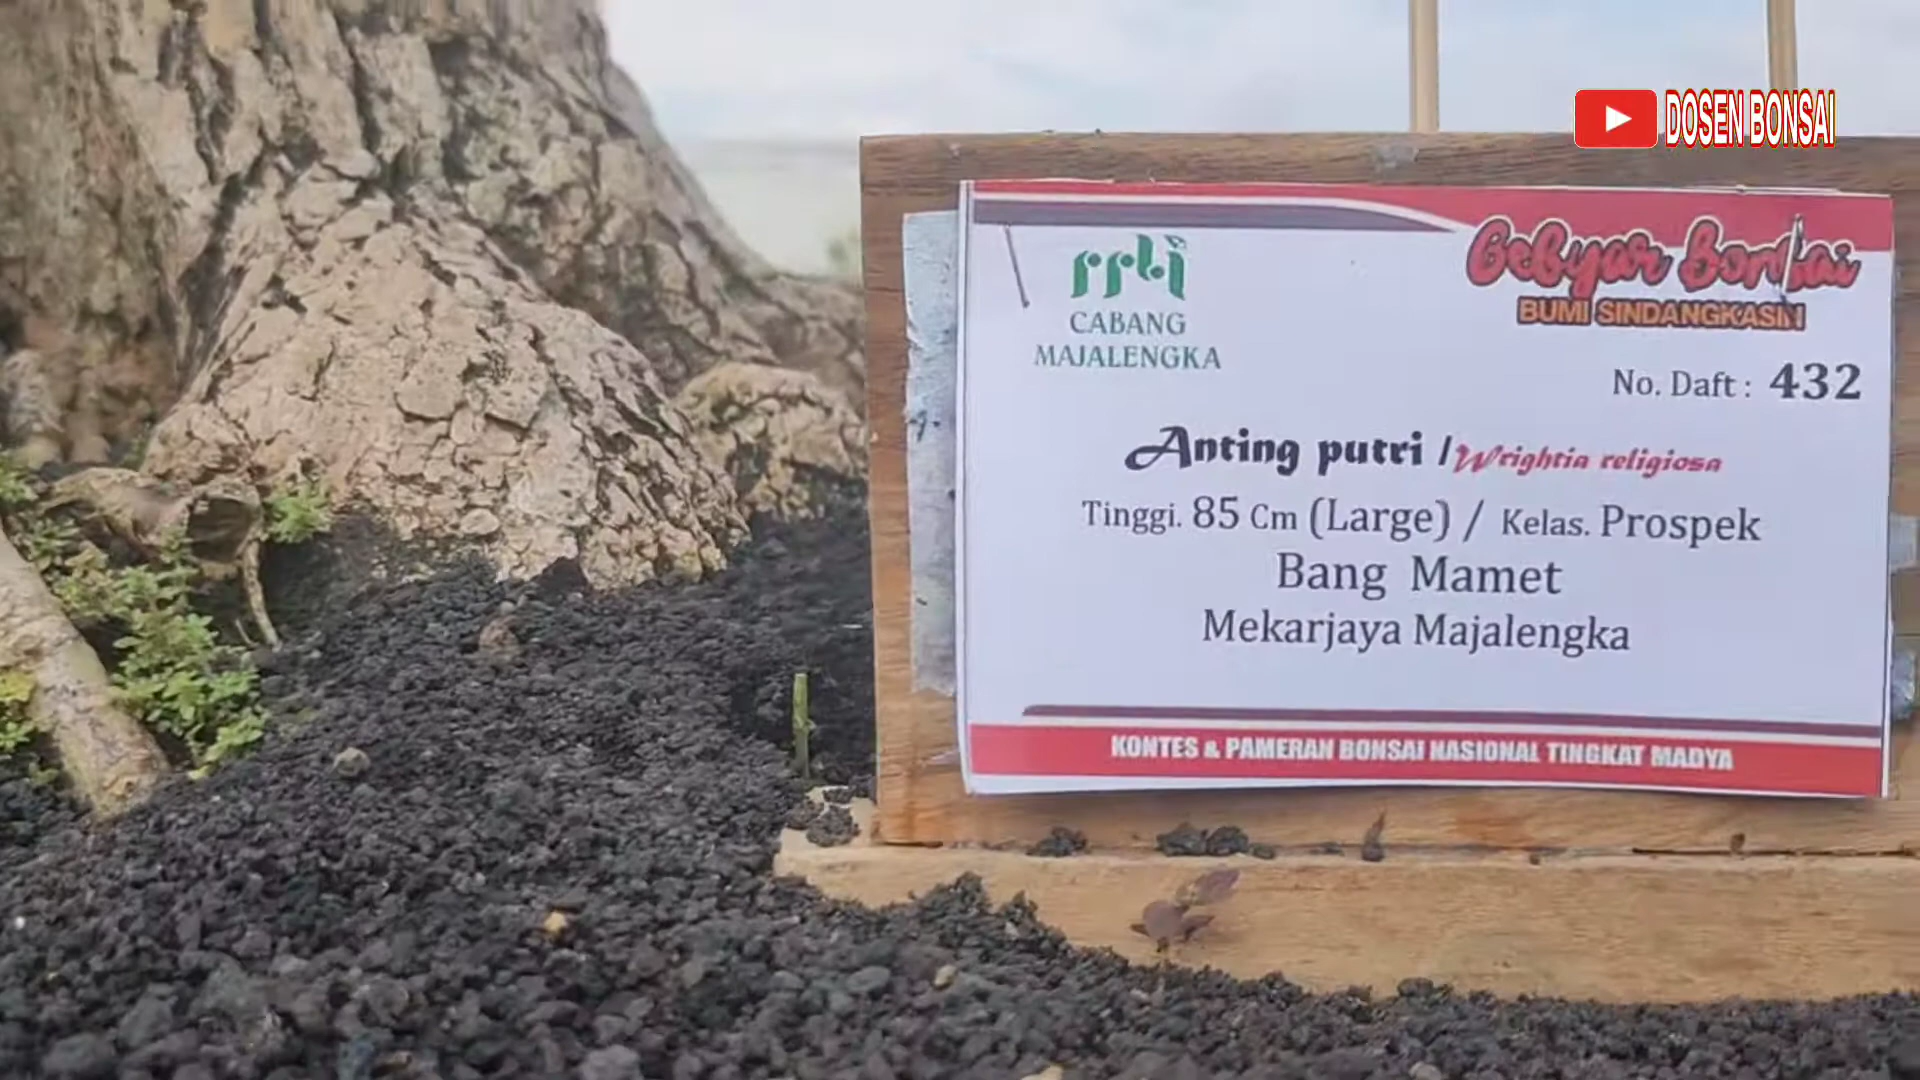 DOSEN BONSAI
PPBI
CABANG
MAJALENGKA
Gebyar Bonsai
BUMI SINDANGKASIH
No. Daft : 432
Anting putri / Wrightia religiosa
Tinggi. 85 Cm (Large) / Kelas. Prospek
Bang Mamet
Mekarjaya Majalengka
KONTES & PAMERAN BONSAI NASIONAL TINGKAT MADYA